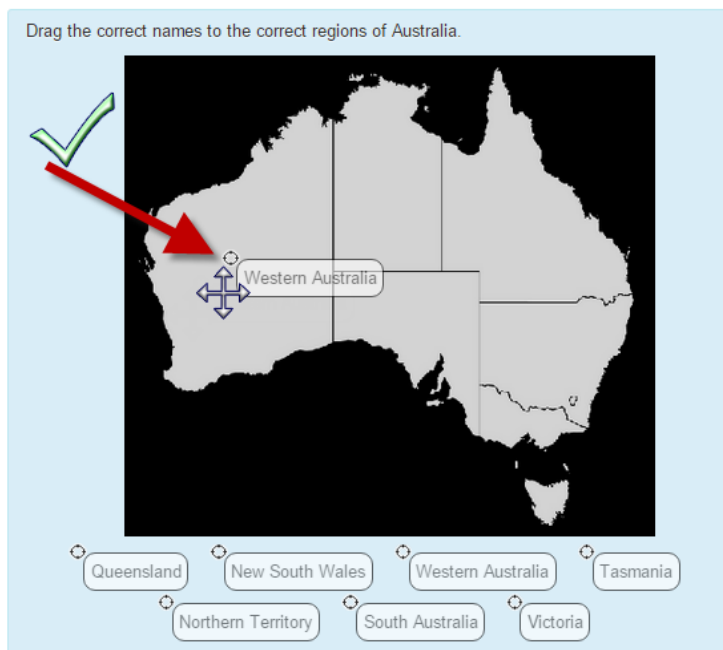 Drag the correct names to the correct regions of Australia.
Western Australia
Queensland New South Wales Western Australia Tasmania
Northern Territory South Australia Victoria